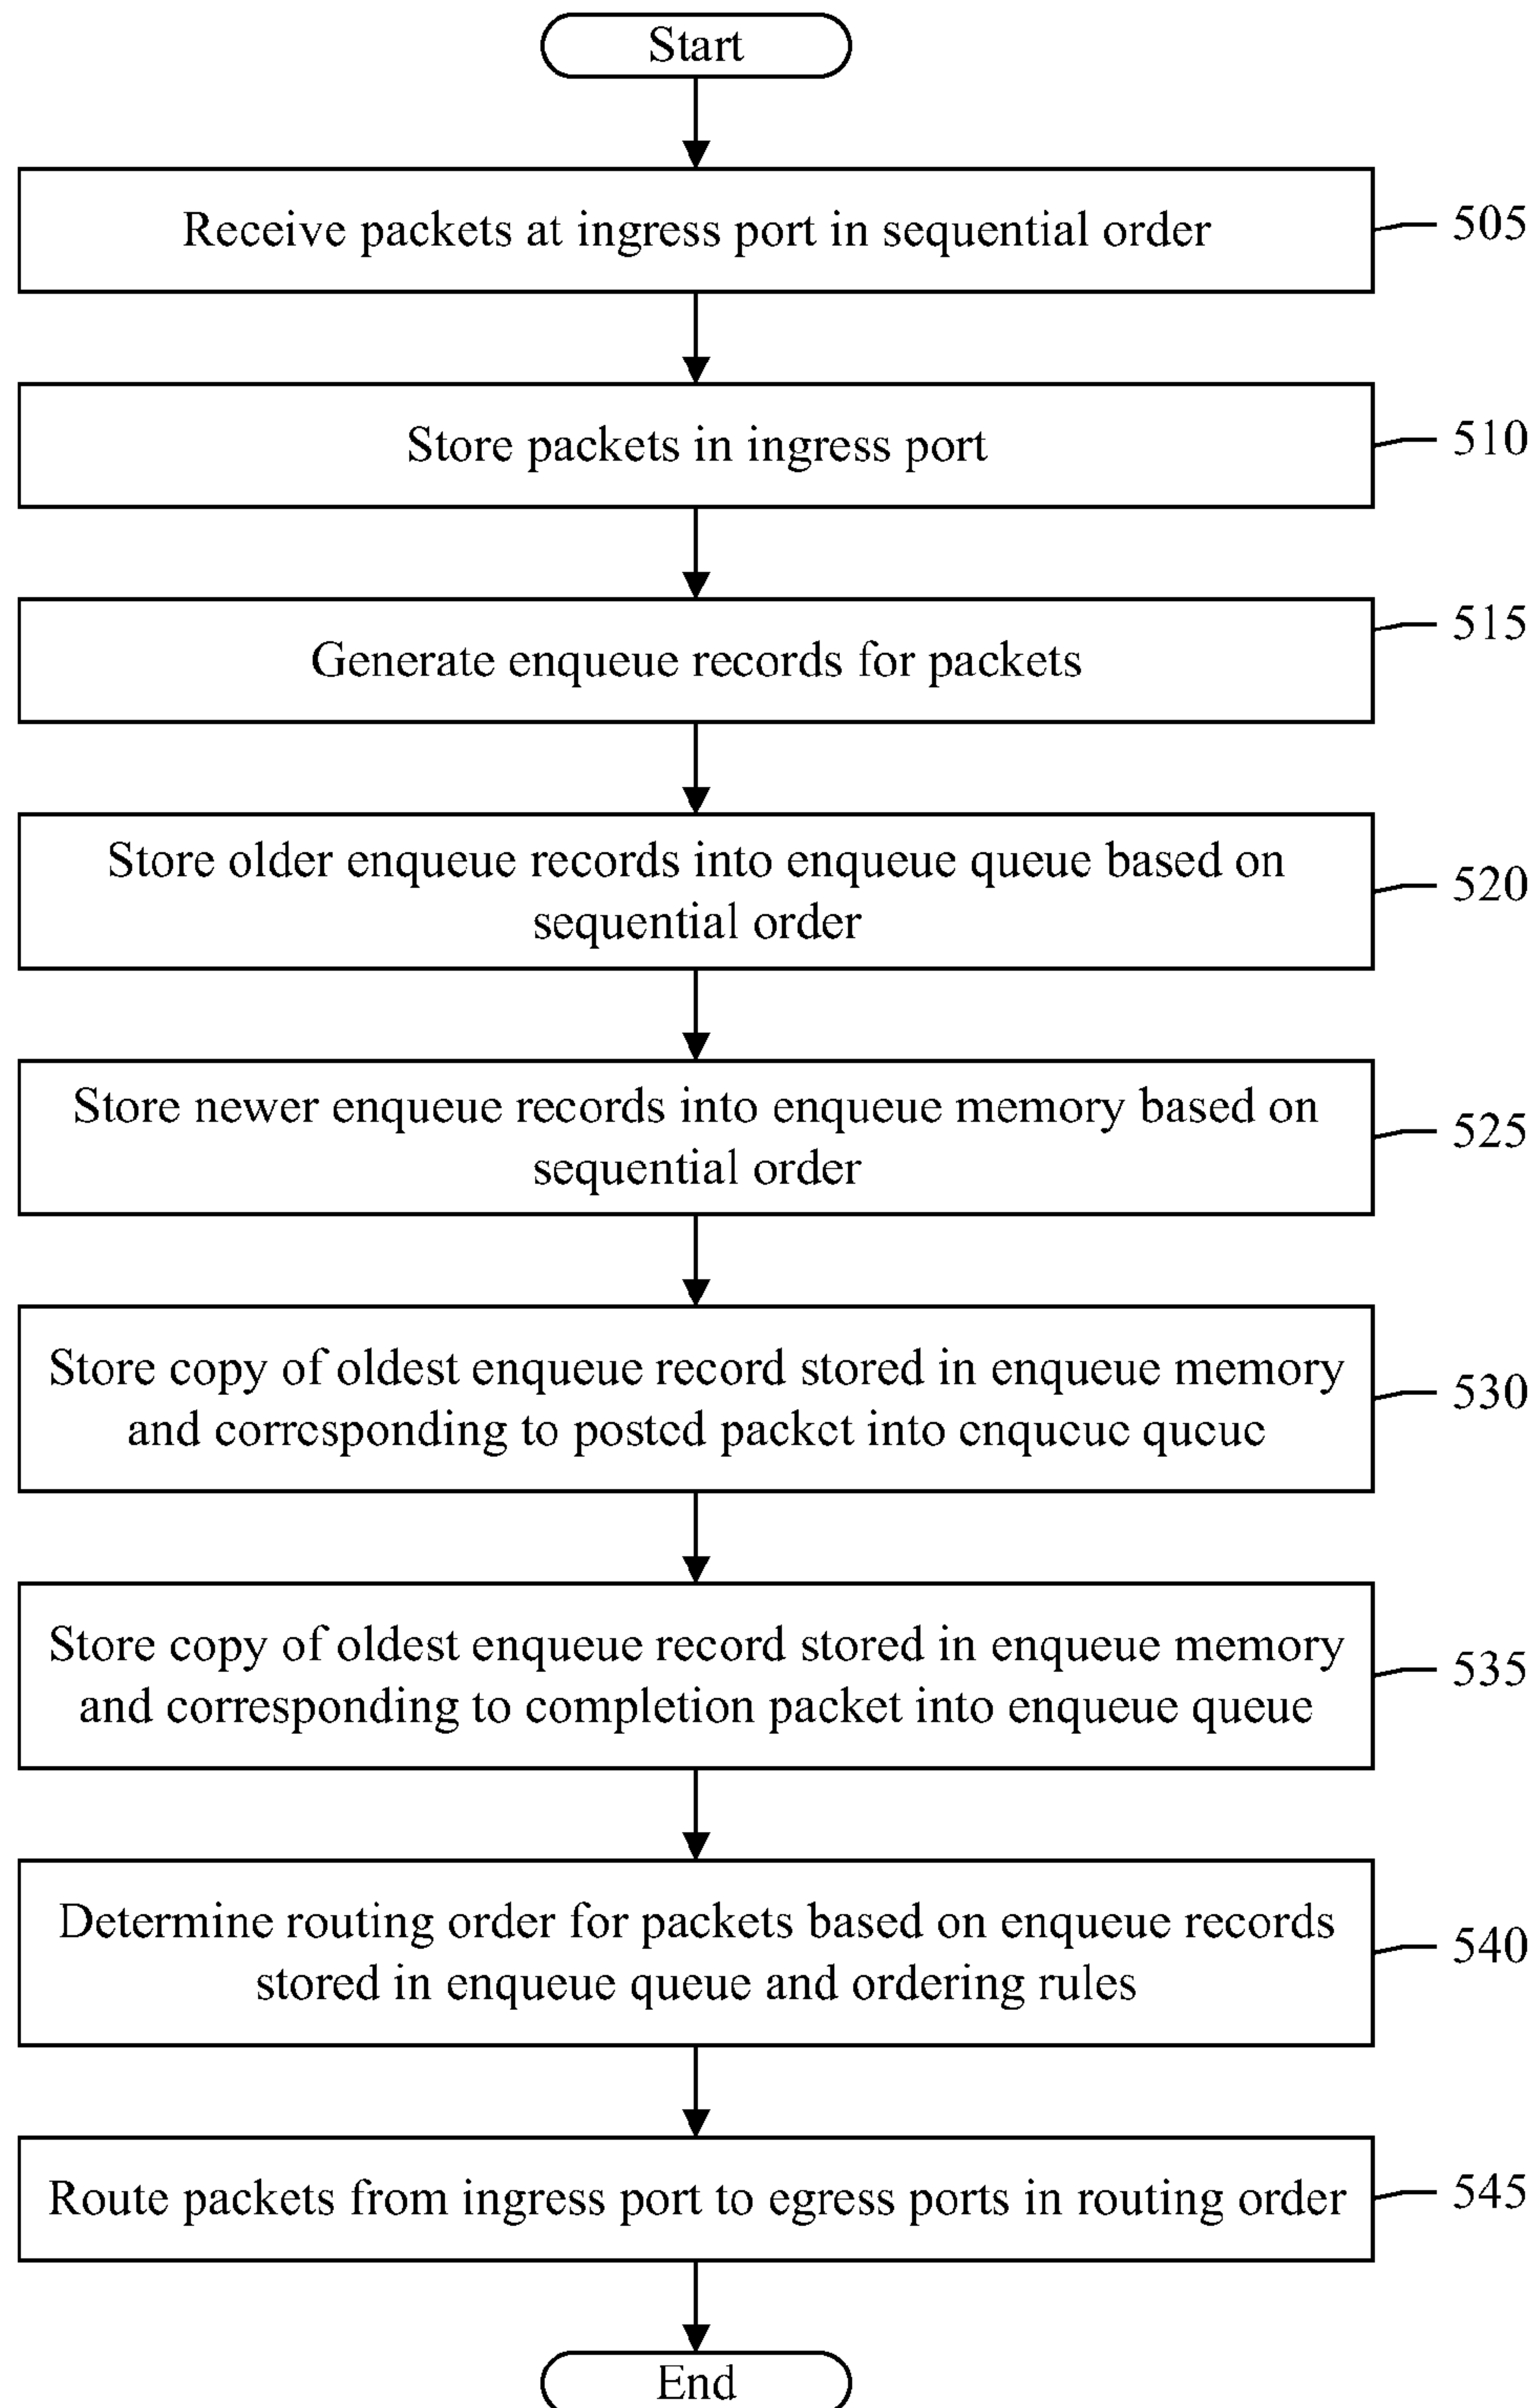 Start
Receive packets at ingress port in sequential order
505
Store packets in ingress port
510
Generate enqueue records for packets
515
Store older enqueue records into enqueue queue based on
sequential order
520
Store newer enqueue records into enqueue memory based on
sequential order
525
Store copy of oldest enqueue record stored in enqueue memory
and corresponding to posted packet into enqueue queue
530
Store copy of oldest enqueue record stored in enqueue memory
and corresponding to completion packet into enqueue queue
535
Determine routing order for packets based on enqueue records
stored in enqueue queue and ordering rules
540
Route packets from ingress port to egress ports in routing order
545
End